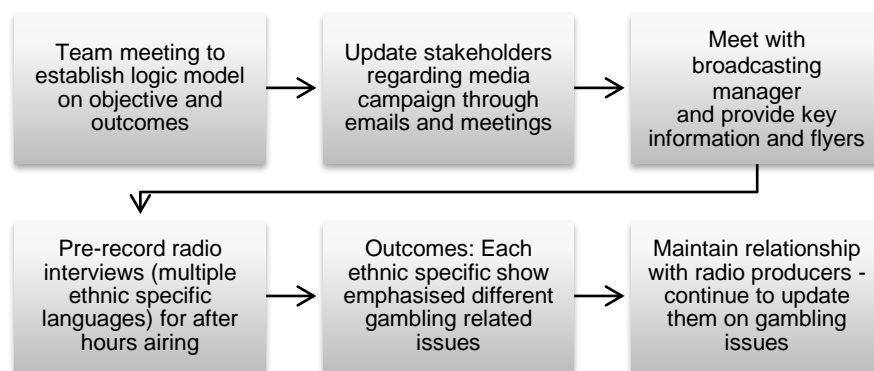 Team meeting to
establish logic model
on objective and
outcomes
Update stakeholders
regarding media
campaign through
emails and meetings
Meet with
broadcasting
manager
and provide key
information and flyers
Pre-record radio
interviews (multiple
ethnic specific
languages) for after
hours airing
Outcomes: Each
ethnic specific show
emphasised different
gambling related
issues
Maintain relationship
with radio producers -
continue to update
them on gambling
issues